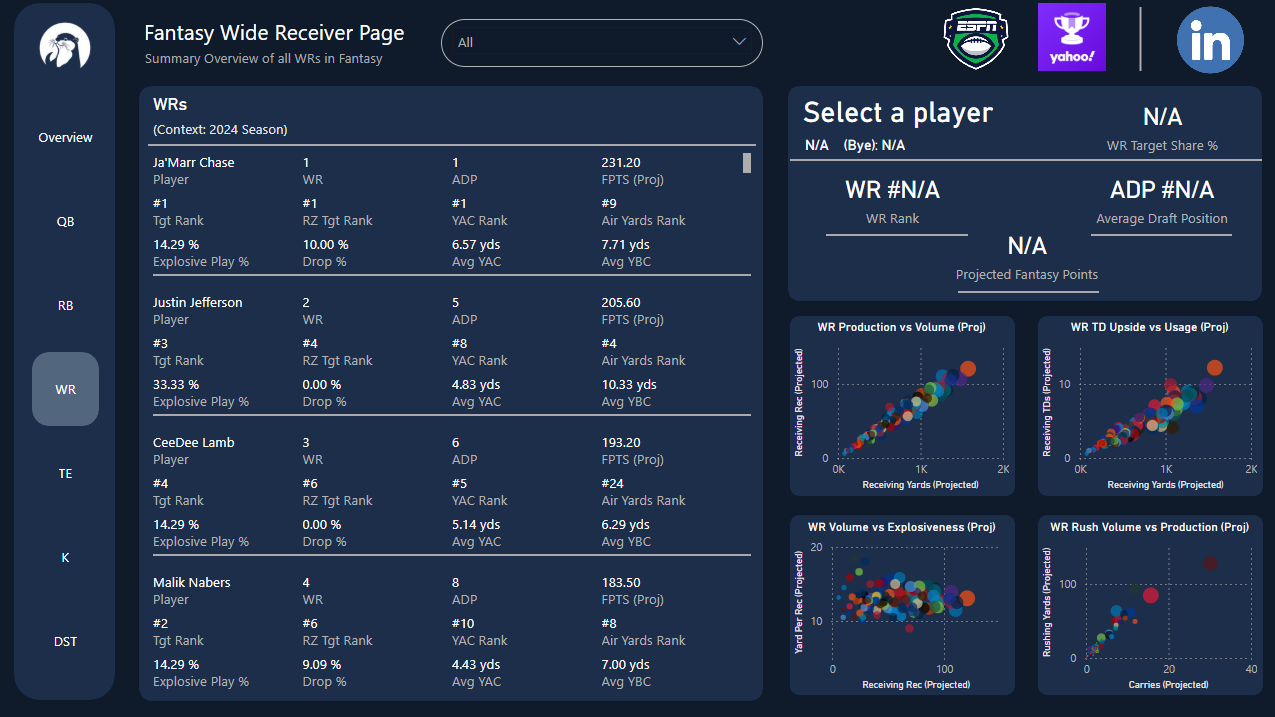 Fantasy Wide Receiver Page
Summary Overview of all WRs in Fantasy
All
ESPN
yahoo!
in
Overview
QB
RB
WR
TE
K
DST
WRs
(Context: 2024 Season)
Ja'Marr Chase 1 1 231.20
Player WR ADP FPTS (Proj)
#1 #1 #1 #9
Tgt Rank RZ Tgt Rank YAC Rank Air Yards Rank
14.29 % 10.00 % 6.57 yds 7.71 yds
Explosive Play % Drop % Avg YAC Avg YBC
Justin Jefferson 2 5 205.60
Player WR ADP FPTS (Proj)
#3 #4 #8 #4
Tgt Rank RZ Tgt Rank YAC Rank Air Yards Rank
33.33 % 0.00 % 4.83 yds 10.33 yds
Explosive Play % Drop % Avg YAC Avg YBC
CeeDee Lamb 3 6 193.20
Player WR ADP FPTS (Proj)
#4 #6 #5 #24
Tgt Rank RZ Tgt Rank YAC Rank Air Yards Rank
14.29 % 0.00 % 5.14 yds 6.29 yds
Explosive Play % Drop % Avg YAC Avg YBC
Malik Nabers 4 8 183.50
Player WR ADP FPTS (Proj)
#2 #6 #10 #8
Tgt Rank RZ Tgt Rank YAC Rank Air Yards Rank
14.29 % 9.09 % 4.43 yds 7.00 yds
Explosive Play % Drop % Avg YAC Avg YBC
Select a player
N/A (Bye): N/A
N/A
WR Target Share %
WR #N/A
WR Rank
ADP #N/A
Average Draft Position
N/A
Projected Fantasy Points
WR Production vs Volume (Proj)
Receiving Rec (Projected)
100
0
0K 1K 2K
Receiving Yards (Projected)
WR TD Upside vs Usage (Proj)
Receiving TDs (Projected)
10
0
0K 1K 2K
Receiving Yards (Projected)
WR Volume vs Explosiveness (Proj)
Yard Per Rec (Projected)
20
10
0 100
Receiving Rec (Projected)
WR Rush Volume vs Production (Proj)
Rushing Yards (Projected)
100
0
0 20 40
Carries (Projected)